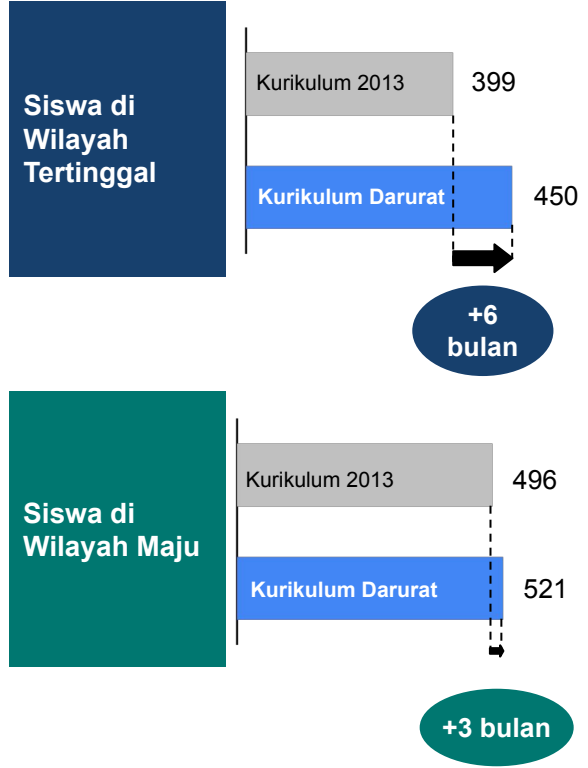 Siswa di
Wilayah
Tertinggal
Kurikulum 2013
399
Kurikulum Darurat
450
+6
bulan
Siswa di
Wilayah Maju
Kurikulum 2013
496
Kurikulum Darurat
521
+3 bulan